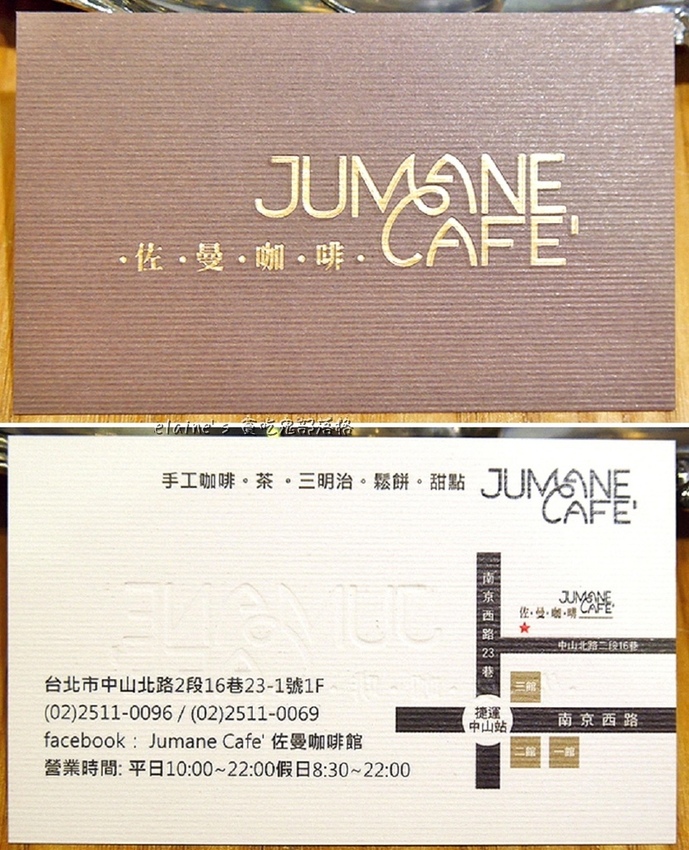 JUMANE
CAFE'
·佐·曼·咖·啡·
elaine's 貪吃鬼部落格
手工咖啡。茶 。三明治。鬆餅。甜點
JUMANE
CAFE'
南京西路23巷
JUMANE
佐·曼·咖·啡 CAFE'
中山北路二段16巷
三館
捷運
中山站
南京西路
二館 一館
台北市中山北路2段16巷23-1號1F
(02)2511-0096 / (02)2511-0069
facebook : Jumane Cafe' 佐曼咖啡館
營業時間: 平日10:00~22:00假日8:30~22:00